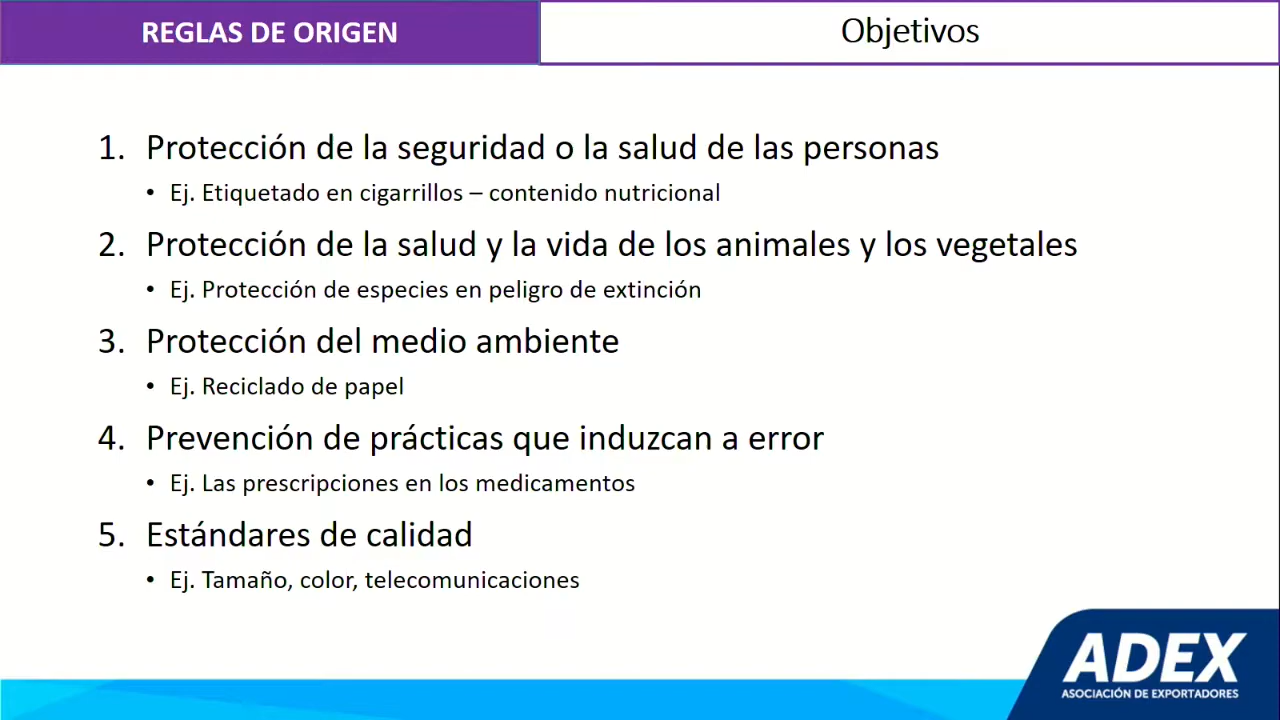 REGLAS DE ORIGEN
Objetivos
1. Protección de la seguridad o la salud de las personas
• Ej. Etiquetado en cigarrillos – contenido nutricional
2. Protección de la salud y la vida de los animales y los vegetales
• Ej. Protección de especies en peligro de extinción
3. Protección del medio ambiente
• Ej. Reciclado de papel
4. Prevención de prácticas que induzcan a error
• Ej. Las prescripciones en los medicamentos
5. Estándares de calidad
• Ej. Tamaño, color, telecomunicaciones
ADEX
ASOCIACIÓN DE EXPORTADORES